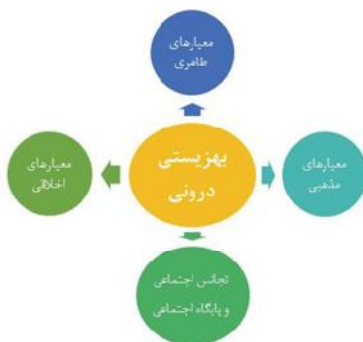 معیارهای
ظاهری
بهزیستی
درونی
معیارهای
مذهبی
معیارهای
اخلاقی
تجانس اجتماعی
و پایگاه اجتماعی